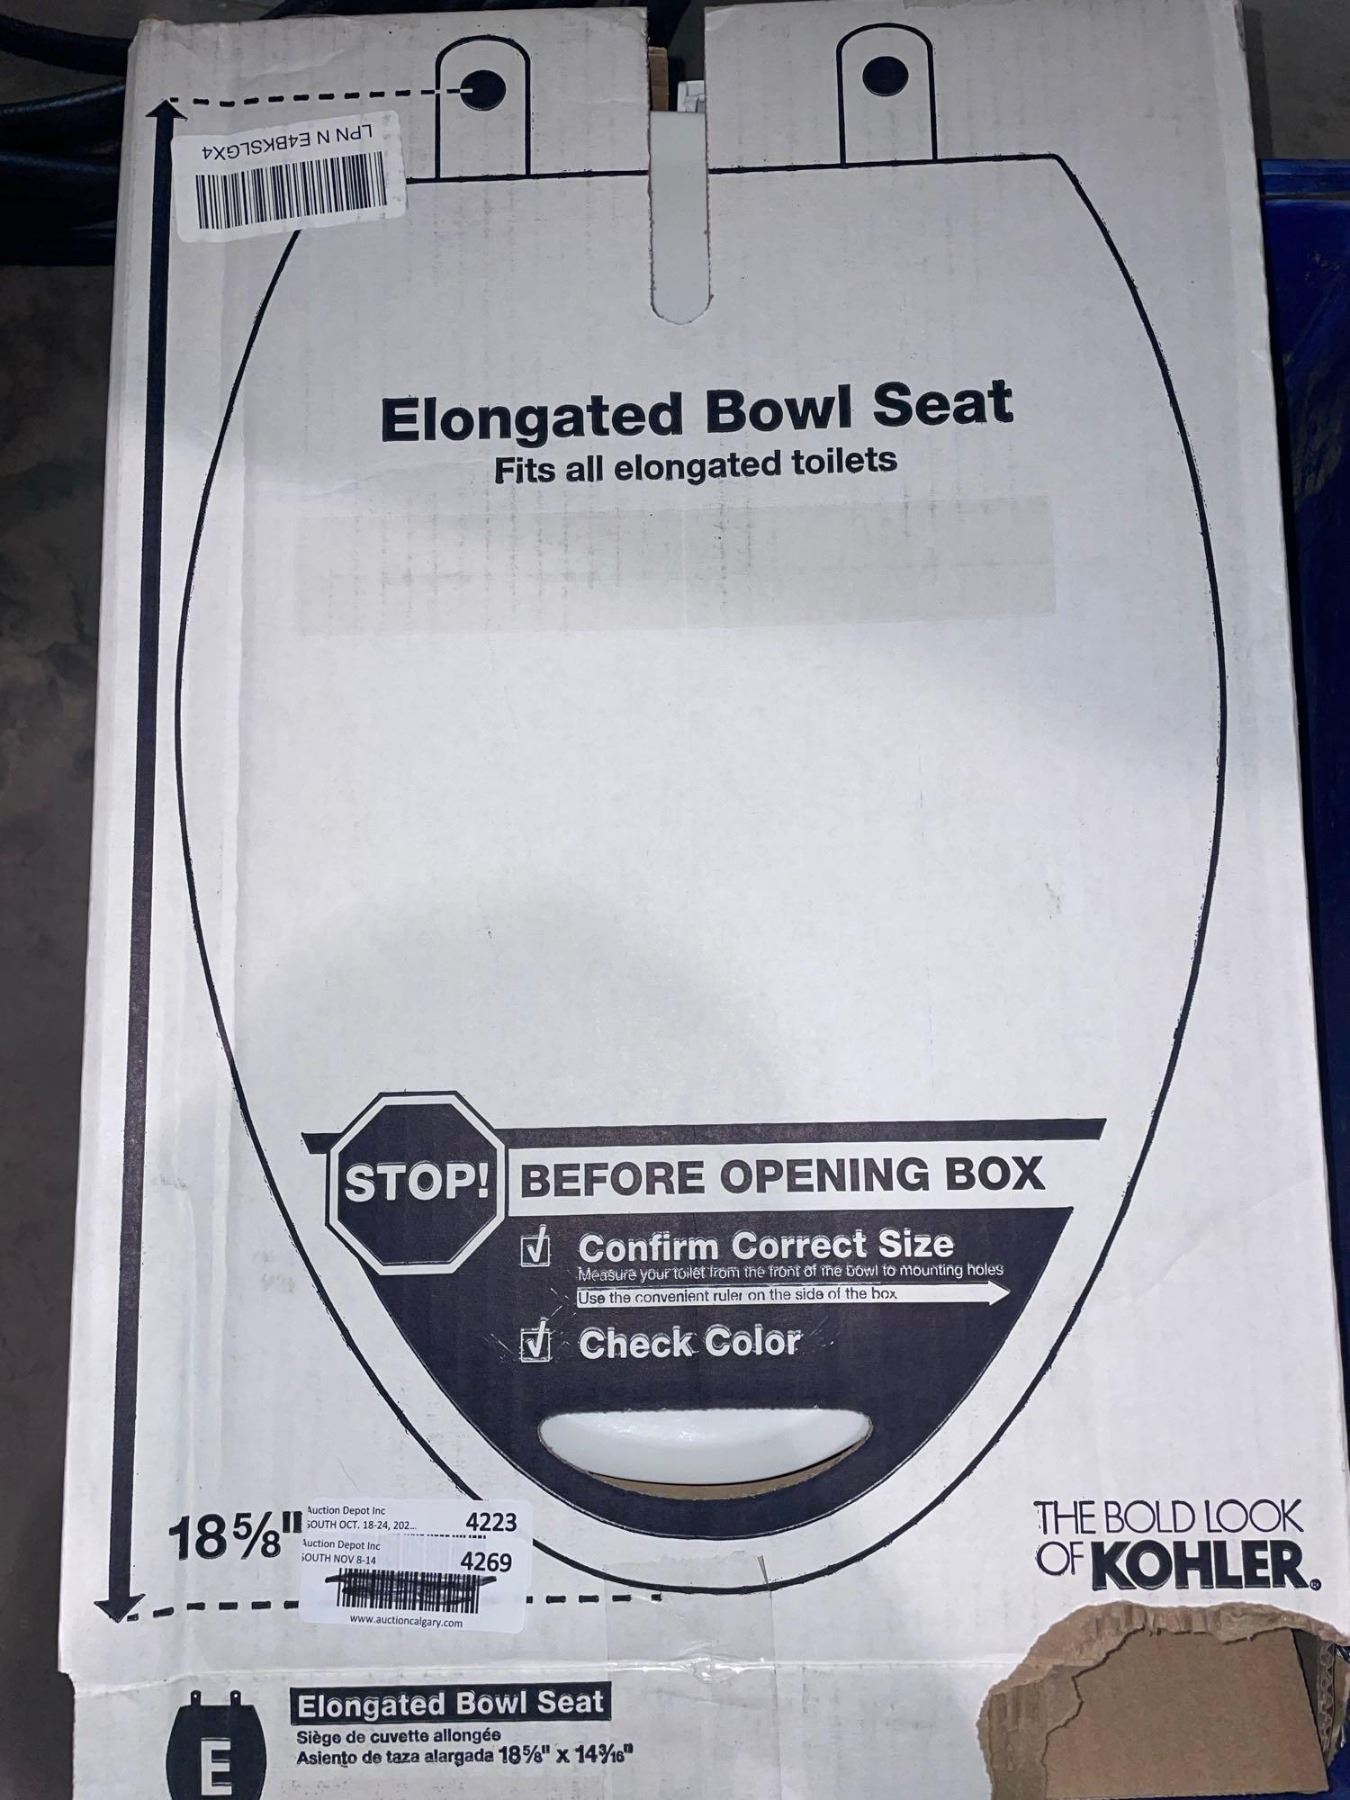 LPN N E4BKSLGX4
Elongated Bowl Seat
Fits all elongated toilets
STOP!
BEFORE OPENING BOX
Confirm Correct Size
Measure your toilet from the front of the bowl to mounting holes
Use the convenient ruler on the side of the box
Check Color
18⅝"
Auction Depot Inc
SOUTH OCT. 18-24, 202...
4223
Auction Depot Inc
SOUTH NOV 8-14
4269
www.auctioncalgary.com
THE BOLD LOOK
OF KOHLER®
E
Elongated Bowl Seat
Siège de cuvette allongée
Asiento de taza alargada 18⅝" x 14³⁄₁₆"